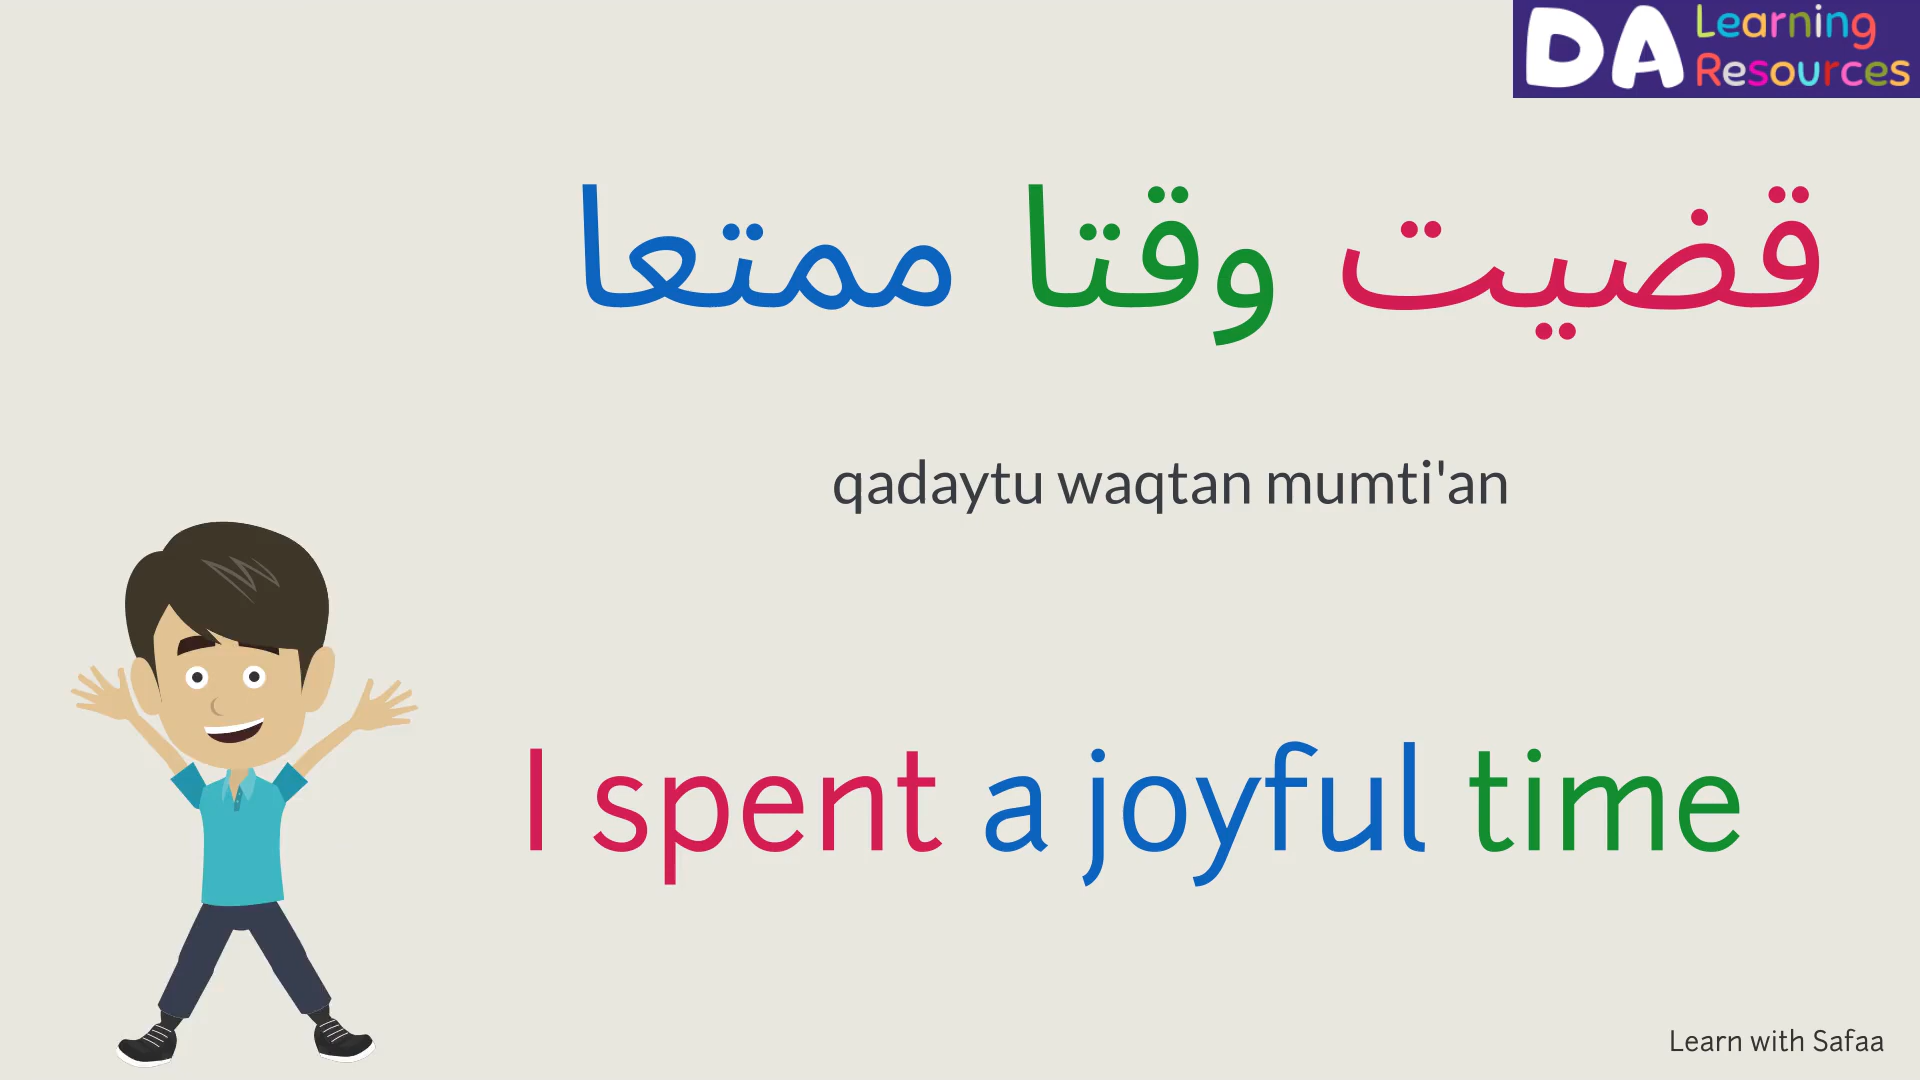 DA Learning
Resources
قضيت وقتا ممتعا
qadaytu waqtan mumti'an
I spent a joyful time
Learn with Safaa